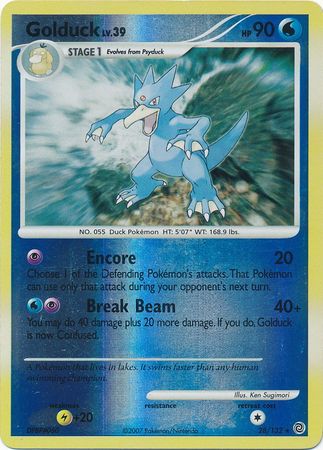 Golduck LV.39 HP 90
STAGE 1 Evolves from Psyduck
NO. 055 Duck Pokémon HT: 5'07" WT: 168.9 lbs.
Encore 20
Choose 1 of the Defending Pokémon's attacks. That Pokémon
can use only that attack during your opponent's next turn.
Break Beam 40+
You may do 40 damage plus 20 more damage. If you do, Golduck
is now Confused.
A Pokémon that lives in lakes. It swims faster than any human
swimming champion.
Illus. Ken Sugimori
weakness resistance retreat cost
+20
©2007 Pokémon/Nintendo 28/132